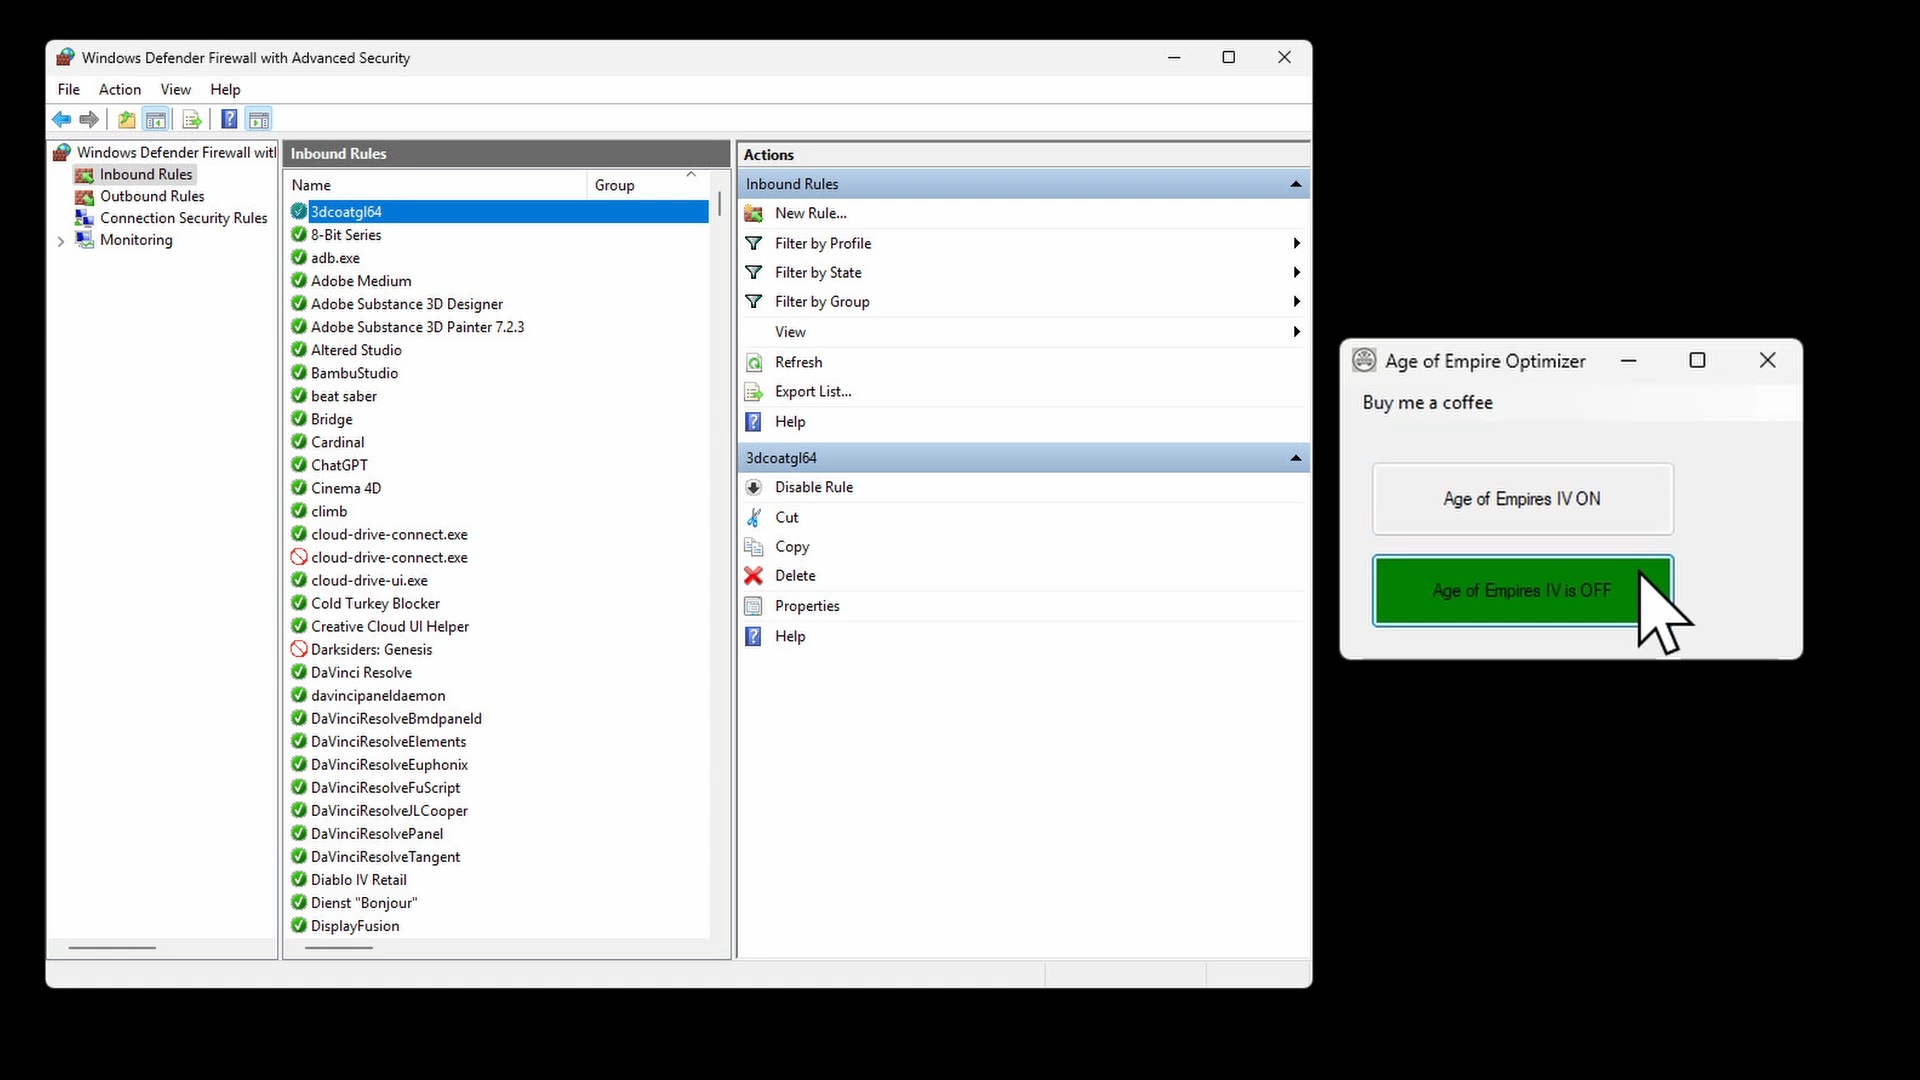 Windows Defender Firewall with Advanced Security
File Action View Help
Windows Defender Firewall wit
Inbound Rules
Outbound Rules
Connection Security Rules
Monitoring
Inbound Rules
Name Group
3dcoatgl64
8-Bit Series
adb.exe
Adobe Medium
Adobe Substance 3D Designer
Adobe Substance 3D Painter 7.2.3
Altered Studio
BambuStudio
beat saber
Bridge
Cardinal
ChatGPT
Cinema 4D
climb
cloud-drive-connect.exe
cloud-drive-connect.exe
cloud-drive-ui.exe
Cold Turkey Blocker
Creative Cloud UI Helper
Darksiders: Genesis
DaVinci Resolve
davincipaneldaemon
DaVinciResolveBmdpaneld
DaVinciResolveElements
DaVinciResolveEuphonix
DaVinciResolveFuScript
DaVinciResolveJLCooper
DaVinciResolvePanel
DaVinciResolveTangent
Diablo IV Retail
Dienst "Bonjour"
DisplayFusion
Actions
Inbound Rules
New Rule...
Filter by Profile
Filter by State
Filter by Group
View
Refresh
Export List...
Help
3dcoatgl64
Disable Rule
Cut
Copy
Delete
Properties
Help
Age of Empire Optimizer
Buy me a coffee
Age of Empires IV ON
Age of Empires IV is OFF